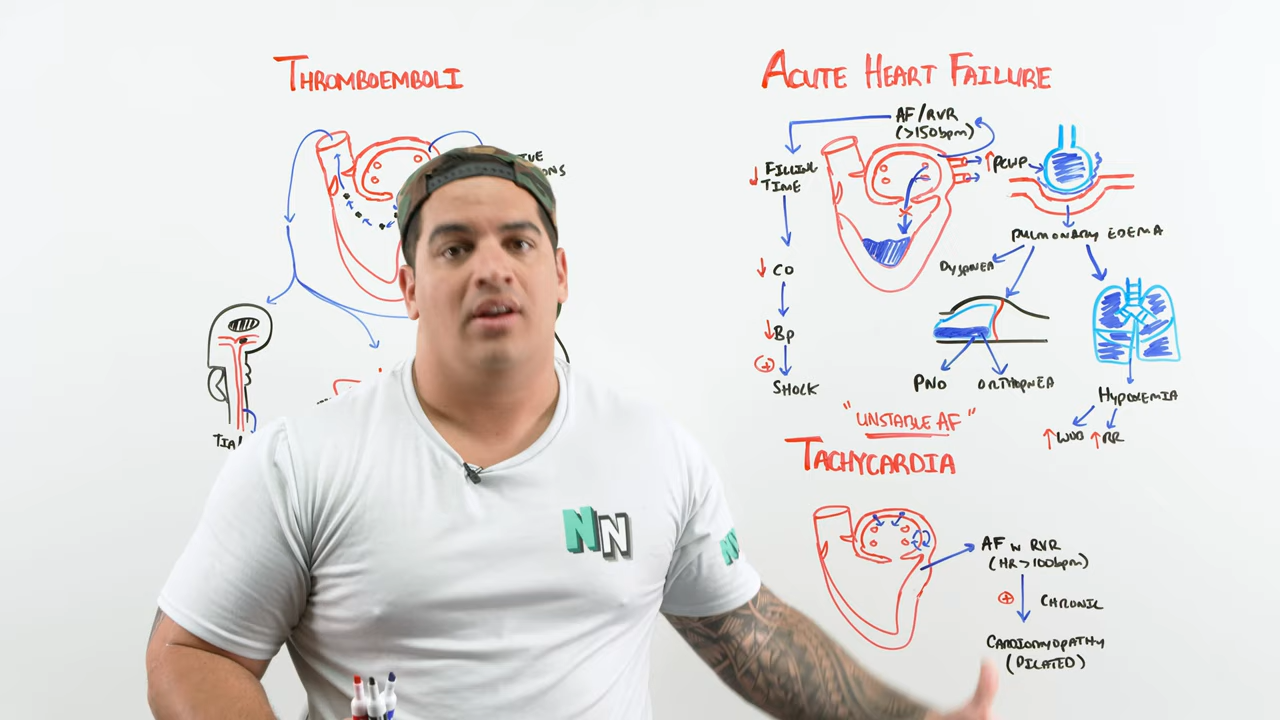 THROMBOEMBOLI
TIA
ACUTE HEART FAILURE
AF/RVR
(>150bpm)
↓ FILLING
TIME
↓ CO
↓ BP
⊕
SHOCK
↑ PCWP
PULMONARY EDEMA
DYSPNEA
PND
ORTHOPNEA
HYPOXEMIA
↑ WOB ↑ RR
"UNSTABLE AF"
TACHYCARDIA
AF w RVR
(HR>100bpm)
⊕ CHRONIC
CARDIOMYOPATHY
(DILATED)
NN